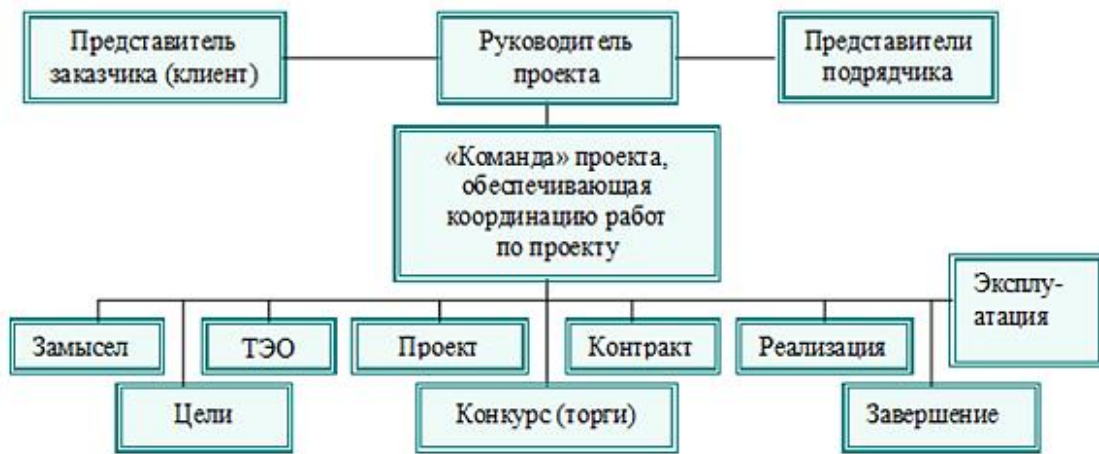 Представитель
заказчика (клиент)
Руководитель
проекта
Представители
подрядчика
«Команда» проекта,
обеспечивающая
координацию работ
по проекту
Эксплу-
атация
Замысел
ТЭО
Проект
Контракт
Реализация
Цели
Конкурс (торги)
Завершение